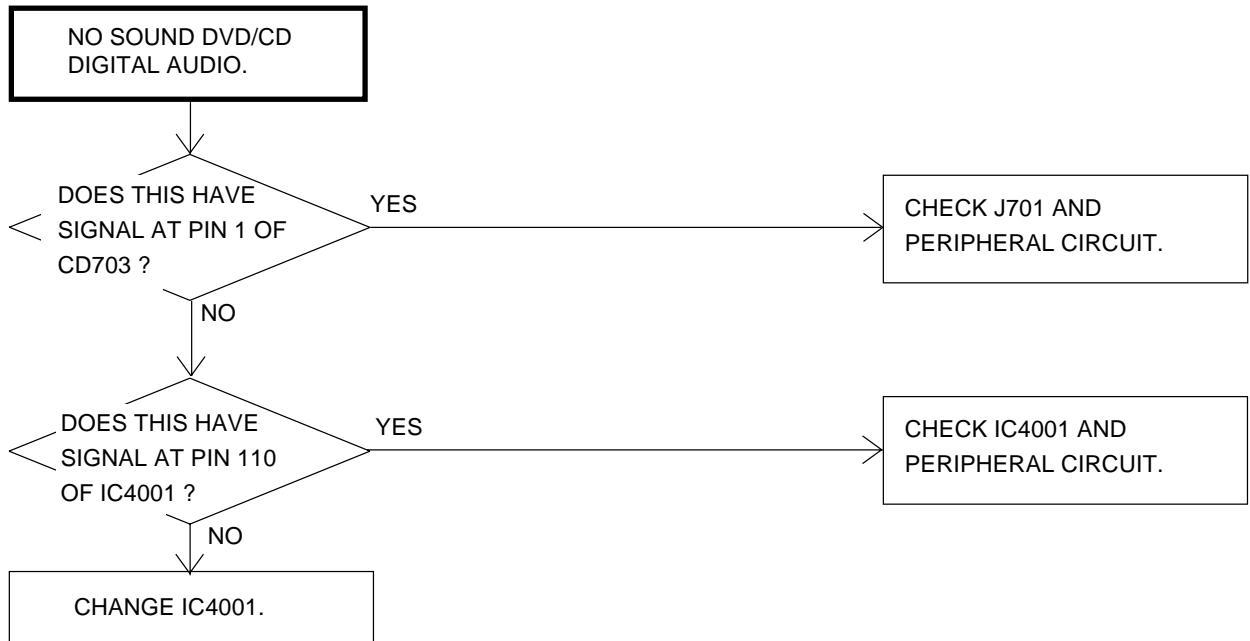 NO SOUND DVD/CD
DIGITAL AUDIO.
DOES THIS HAVE
SIGNAL AT PIN 1 OF
CD703 ?
YES
CHECK J701 AND
PERIPHERAL CIRCUIT.
NO
DOES THIS HAVE
SIGNAL AT PIN 110
OF IC4001 ?
YES
CHECK IC4001 AND
PERIPHERAL CIRCUIT.
NO
CHANGE IC4001.